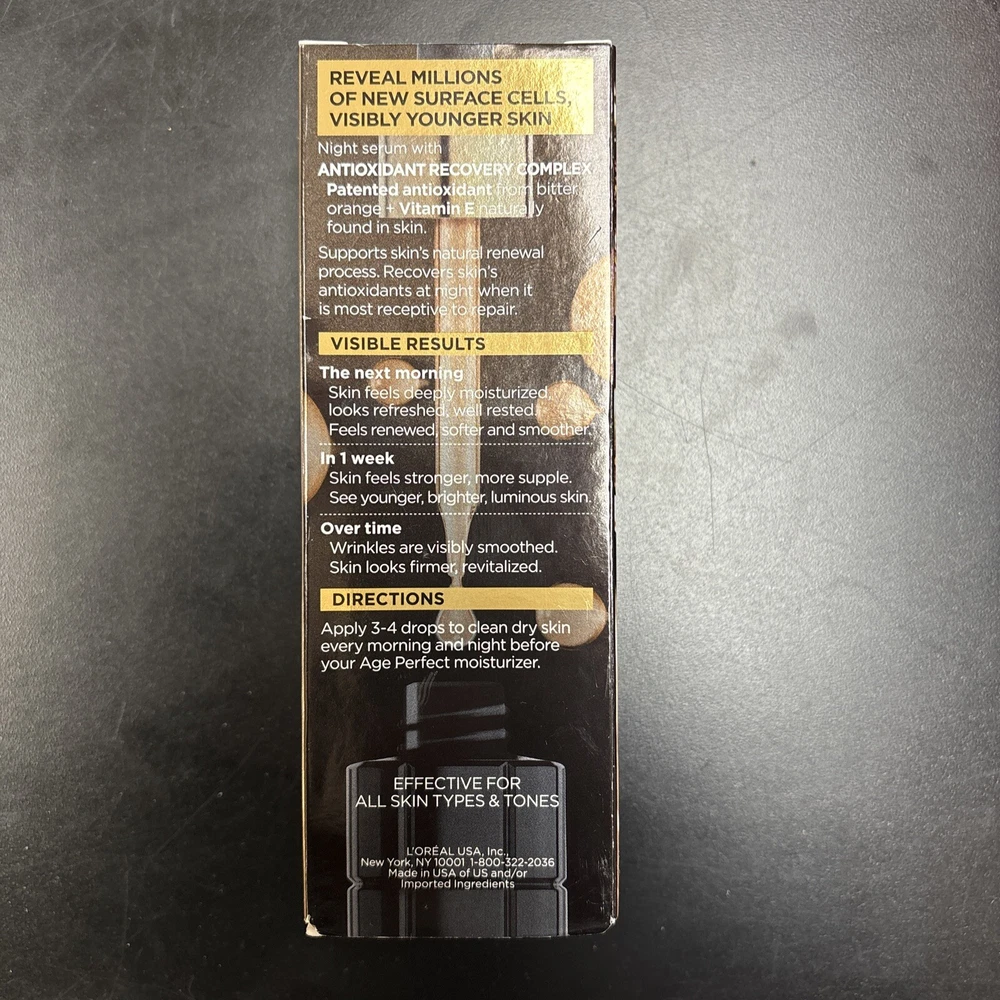 REVEAL MILLIONS
OF NEW SURFACE CELLS,
VISIBLY YOUNGER SKIN
Night serum with
ANTIOXIDANT RECOVERY COMPLEX
Patented antioxidant from bitter
orange + Vitamin E naturally
found in skin.
Supports skin's natural renewal
process. Recovers skin's
antioxidants at night when it
is most receptive to repair.
VISIBLE RESULTS
The next morning
Skin feels deeply moisturized,
looks refreshed, well rested.
Feels renewed, softer and smoother.
In 1 week
Skin feels stronger, more supple.
See younger, brighter, luminous skin.
Over time
Wrinkles are visibly smoothed.
Skin looks firmer, revitalized.
DIRECTIONS
Apply 3-4 drops to clean dry skin
every morning and night before
your Age Perfect moisturizer.
EFFECTIVE FOR
ALL SKIN TYPES & TONES
L'ORÉAL USA, Inc.,
New York, NY 10001 1-800-322-2036
Made in USA of US and/or
Imported Ingredients